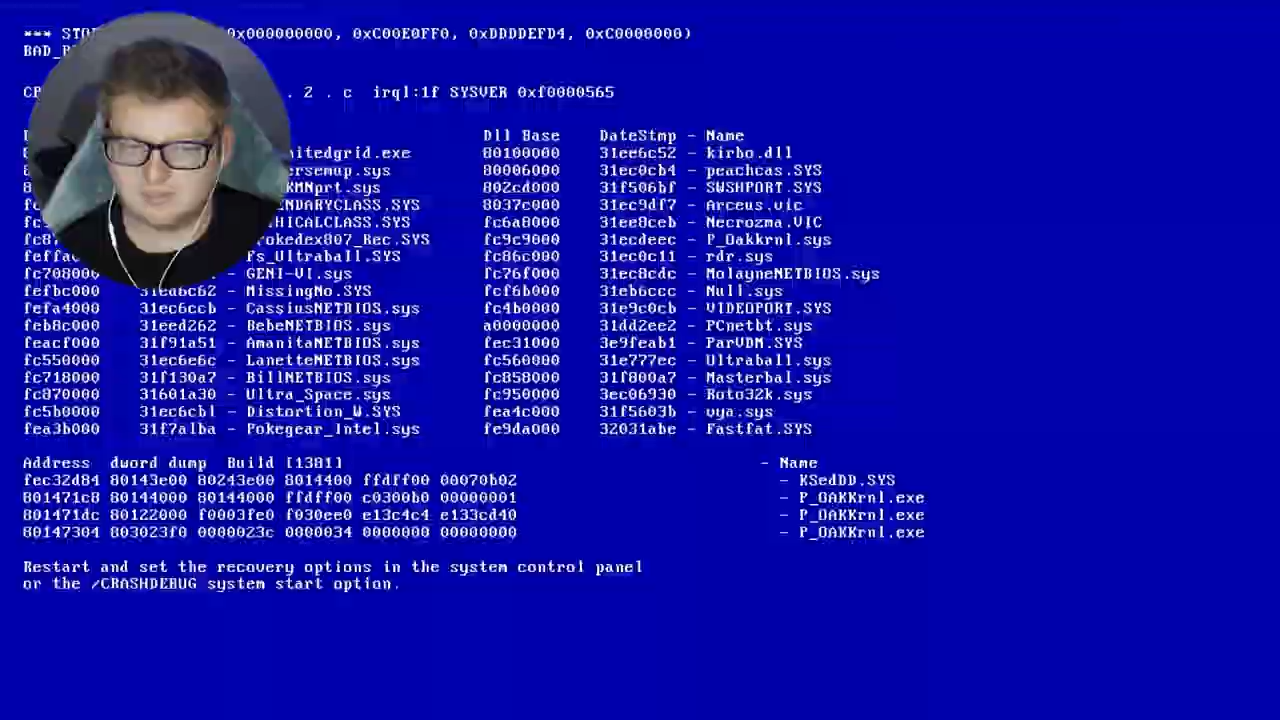 *** 0x000000000, 0xC00E0FF0, 0xDDDDEFD4, 0xC0000000)
. 2 . c irql:1f SYSVER 0xf0000565
Dll Base DateStmp - Name
80100000 31ee6c52 - kirbo.dll
80006000 31ec0cb4 - peachcas.SYS
802cd000 31f506bf - SWSHPORT.SYS
8037c000 31ec9df7 - Arceus.vic
fc6a8000 31ee8ceb - Necrozma.VIC
fc9c9000 31ecdeec - P_Oakkrnl.sys
Fs_Ultraball.SYS fc86c000 31ec0c11 - rdr.sys
fc708000 - GENI-VI.sys fc76f000 31ec8cdc - MolayneNETBIOS.sys
fefbc000 31ed6c62 - MissingNo.SYS fcf6b000 31eb6ccc - Null.sys
fefa4000 31ec6ccb - CassiusNETBIOS.sys fc4b0000 31e9c0cb - VIDEOPORT.SYS
feb8c000 31eed262 - BebeNETBIOS.sys a0000000 31dd2ee2 - PCnetbt.sys
feacf000 31f91a51 - AmanitaNETBIOS.sys fec31000 3e9feab1 - ParVDM.SYS
fc550000 31ec6e6c - LanetteNETBIOS.sys fc560000 31e777ec - Ultraball.sys
fc718000 31f130a7 - BillNETBIOS.sys fc858000 31f800a7 - Masterbal.sys
fc870000 31601a30 - Ultra_Space.sys fc950000 3ec06930 - Roto32k.sys
fc5b0000 31ec6cbl - Distortion_W.SYS fea4c000 31f5603b - vya.sys
fea3b000 31f7alba - Pokegear_Intel.sys fe9da000 32031abe - Fastfat.SYS
Address dword dump Build [1381] - Name
fec32d84 80143e00 80243e00 8014400 ffdff00 00070b02 - KSedDD.SYS
801471c8 80144000 80144000 ffdff00 c0300b0 00000001 - P_OAKKrnl.exe
801471dc 80122000 f0003fe0 f030ee0 e13c4c4 e133cd40 - P_OAKKrnl.exe
80147304 803023f0 0000023c 0000034 0000000 00000000 - P_OAKKrnl.exe
Restart and set the recovery options in the system control panel
or the /CRASHDEBUG system start option.